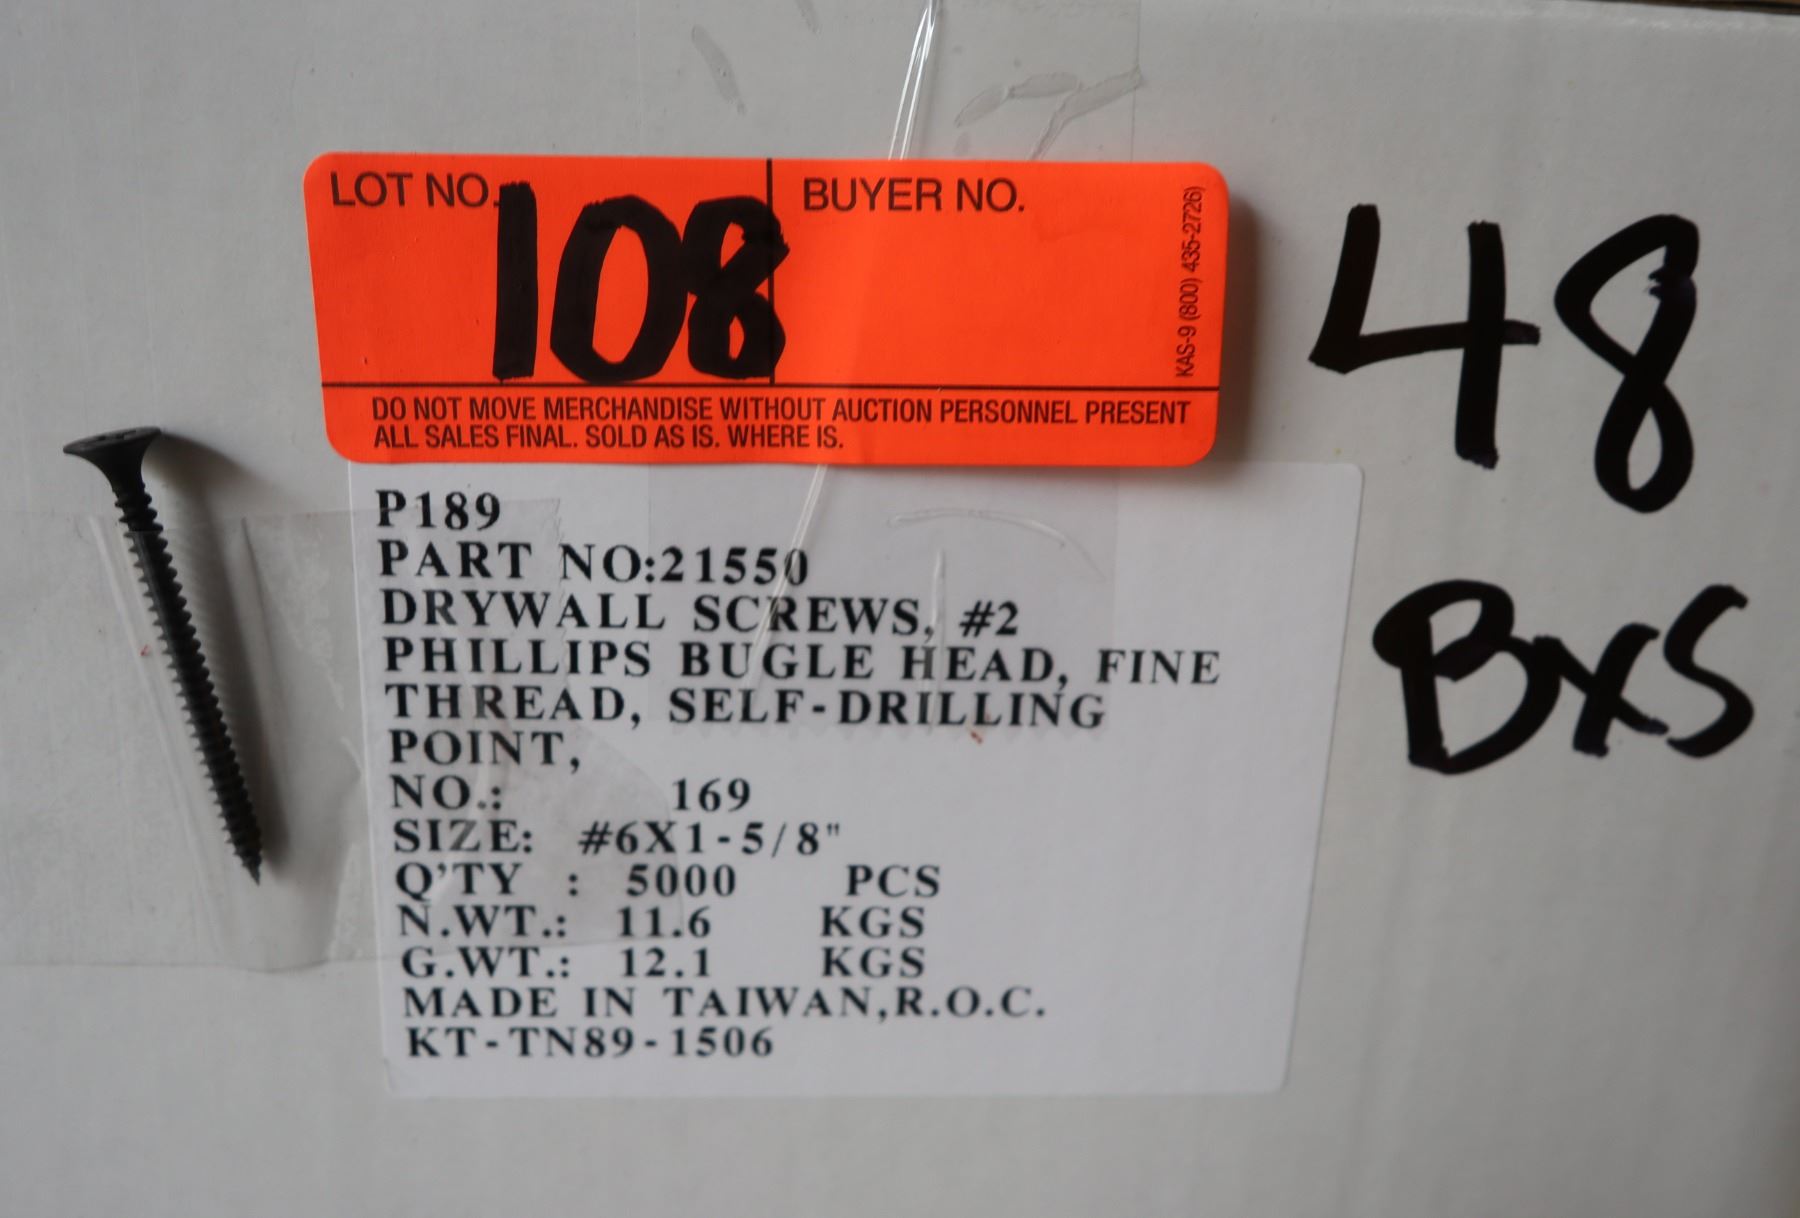 LOT NO.
108
BUYER NO.
KAS-9 (800) 435-2726)
DO NOT MOVE MERCHANDISE WITHOUT AUCTION PERSONNEL PRESENT
ALL SALES FINAL. SOLD AS IS. WHERE IS.
48
BXS
P189
PART NO:21550
DRYWALL SCREWS, #2
PHILLIPS BUGLE HEAD, FINE
THREAD, SELF-DRILLING
POINT,
NO.: 169
SIZE: #6X1-5/8"
Q'TY : 5000 PCS
N.WT.: 11.6 KGS
G.WT.: 12.1 KGS
MADE IN TAIWAN,R.O.C.
KT-TN89-1506